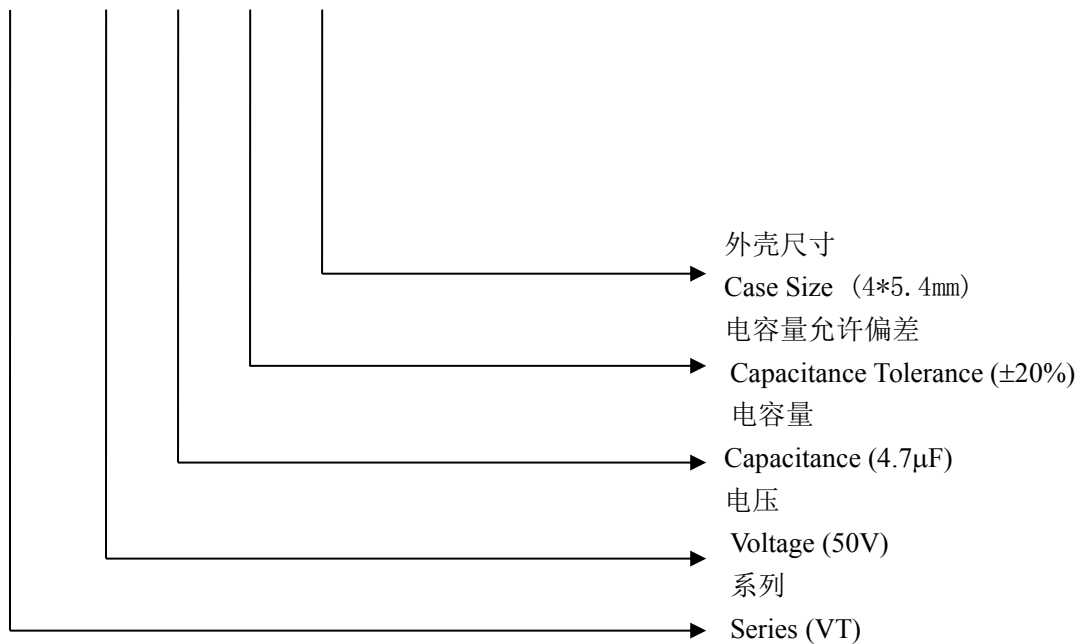 外壳尺寸
Case Size (4*5.4mm)
电容量允许偏差
Capacitance Tolerance (±20%)
电容量
Capacitance (4.7μF)
电压
Voltage (50V)
系列
Series (VT)